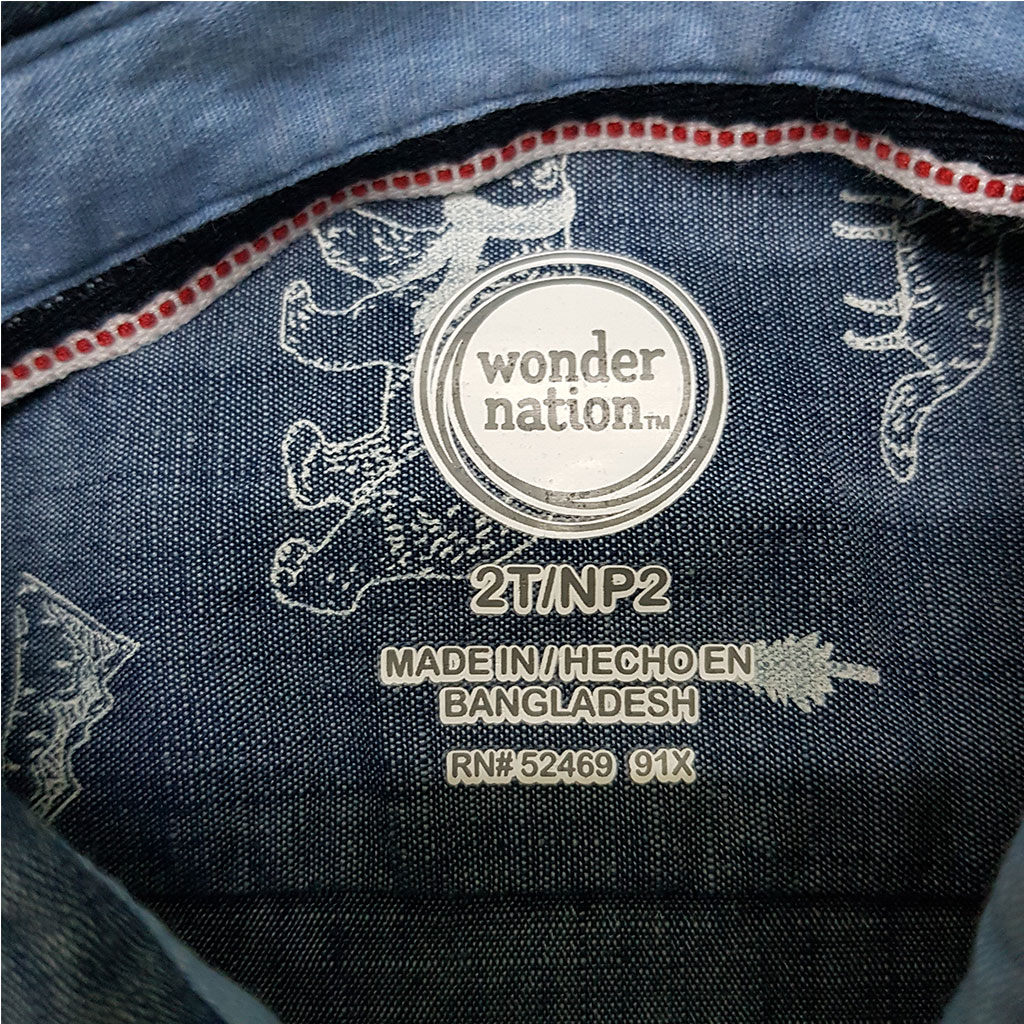 wonder
nation™
2T/NP2
MADE IN / HECHO EN
BANGLADESH
RN# 52469 91X